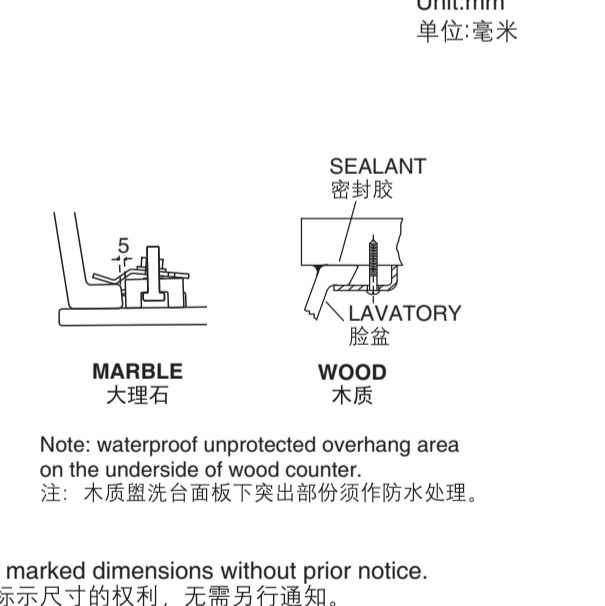 Unit:mm
单位:毫米
SEALANT
密封胶
5
LAVATORY
脸盆
MARBLE
大理石
WOOD
木质
Note: waterproof unprotected overhang area
on the underside of wood counter.
注: 木质盥洗台面板下突出部份须作防水处理。
marked dimensions without prior notice.
标示尺寸的权利, 无需另行通知。